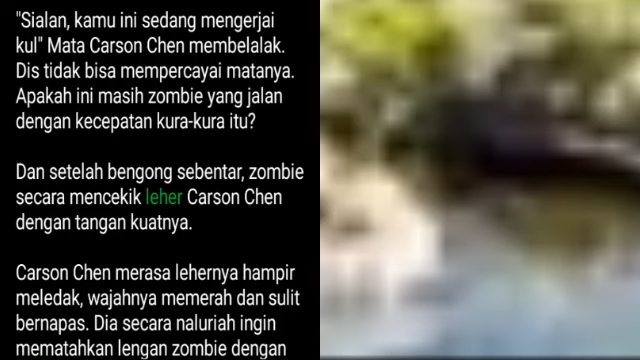 "Sialan, kamu ini sedang mengerjai
kul" Mata Carson Chen membelalak.
Dis tidak bisa mempercayai matanya.
Apakah ini masih zombie yang jalan
dengan kecepatan kura-kura itu?
Dan setelah bengong sebentar, zombie
secara mencekik leher Carson Chen
dengan tangan kuatnya.
Carson Chen merasa lehernya hampir
meledak, wajahnya memerah dan sulit
bernapas. Dia secara naluriah ingin
mematahkan lengan zombie dengan